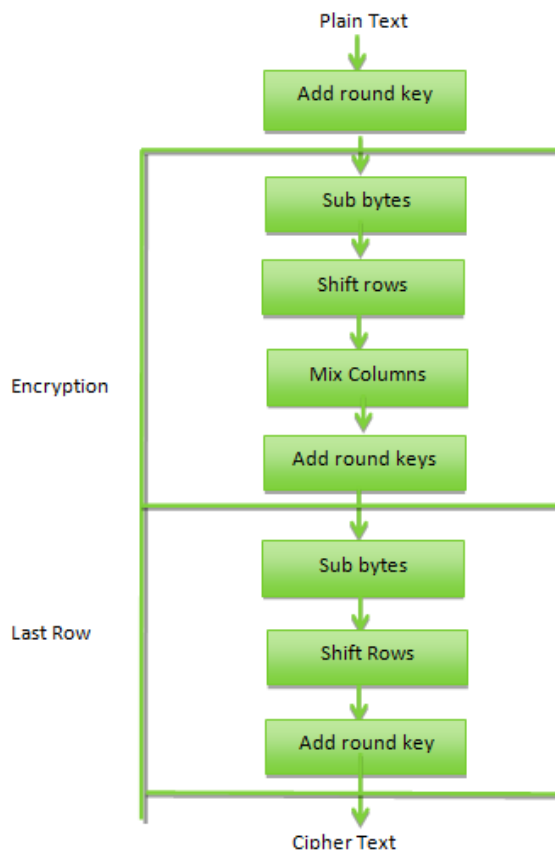 Plain Text
Add round key
Sub bytes
Shift rows
Mix Columns
Encryption
Add round keys
Sub bytes
Last Row
Shift Rows
Add round key
Cipher Text